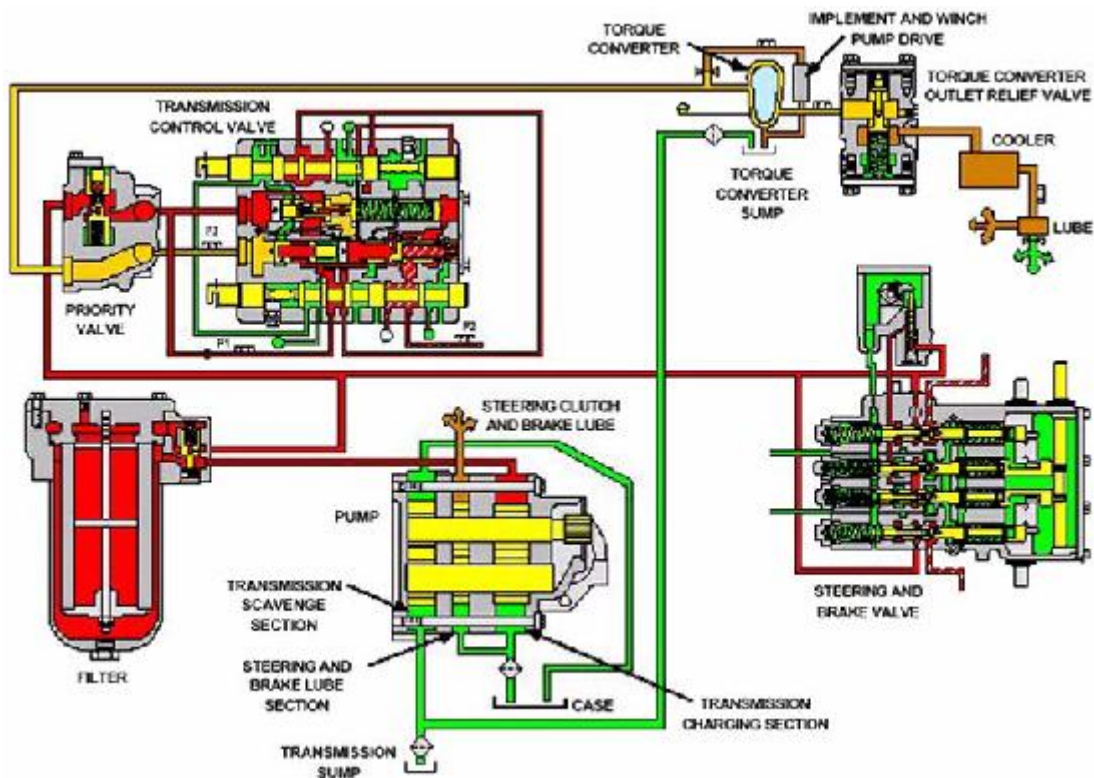 TORQUE
CONVERTER
IMPLEMENT AND WINCH
PUMP DRIVE
TORQUE CONVERTER
OUTLET RELIEF VALVE
TRANSMISSION
CONTROL VALVE
COOLER
TORQUE
CONVERTER
SUMP
LUBE
P3
PRIORITY
VALVE
P1
P2
STEERING CLUTCH
AND BRAKE LUBE
PUMP
TRANSMISSION
SCAVENGE
SECTION
STEERING AND
BRAKE VALVE
FILTER
STEERING AND
BRAKE LUBE
SECTION
CASE
TRANSMISSION
CHARGING SECTION
TRANSMISSION
SUMP